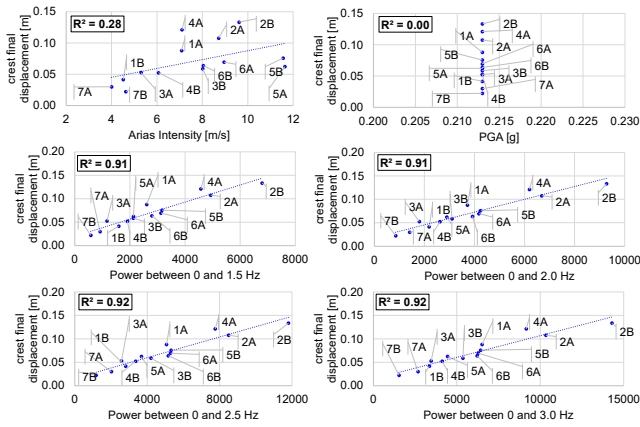 crest final
displacement [m]
0.15
0.10
0.05
0.00
R² = 0.28
4A
2B
1A
2A
1B
6A
5B
7A
7B
3A
4B
6B
3B
5A
2 4 6 8 10 12
Arias Intensity [m/s]
crest final
displacement [m]
0.15
0.10
0.05
0.00
R² = 0.00
2B
1A
4A
2A
5B
6A
6B
5A
3B
3A
1B
7A
7B
4B
0.200 0.210 0.220 0.230
PGA [g]
crest final
displacement [m]
0.20
0.15
0.10
0.05
0.00
R² = 0.91
5A
1A
4A
2B
7A
3A
2A
7B
5B
1B
4B
3B
6A
6B
0 2000 4000 6000 8000
Power between 0 and 1.5 Hz
crest final
displacement [m]
0.20
0.15
0.10
0.05
0.00
R² = 0.91
1A
4A
3B
3A
1B
2A
2B
7B
5B
7A
4B
5A
6A
6B
0 2000 4000 6000 8000 10000
Power between 0 and 2.0 Hz
crest final
displacement [m]
0.20
0.15
0.10
0.05
0.00
R² = 0.92
3A
1A
4A
1B
2A
2B
7A
5B
7B
4B
5A
3B
6A
6B
0 4000 8000 12000
Power between 0 and 2.5 Hz
crest final
displacement [m]
0.20
0.15
0.10
0.05
0.00
R² = 0.92
1A
4A
3A
3B
2A
2B
7A
5B
7B
1B
4B
5A
6B
6A
0 5000 10000 15000
Power between 0 and 3.0 Hz